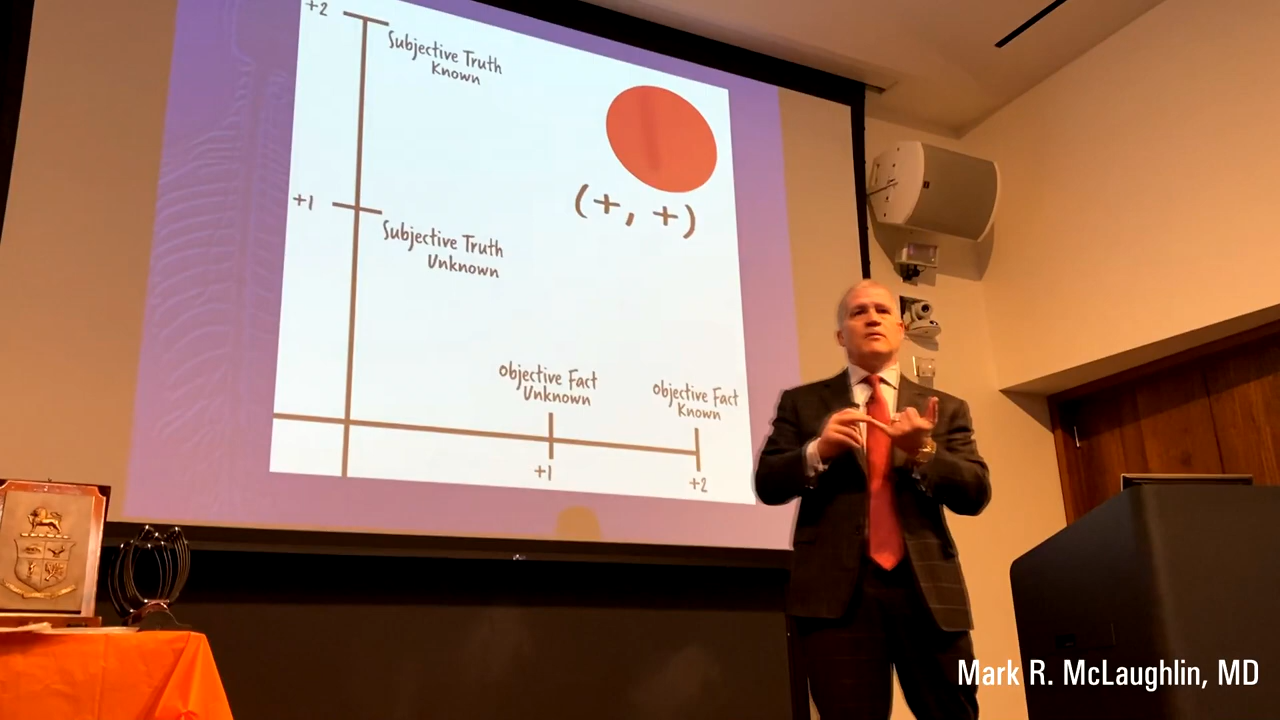 +2
Subjective Truth
Known
(+, +)
+1
Subjective Truth
Unknown
objective Fact
Unknown
objective Fact
Known
+1
+2
Mark R. McLaughlin, MD